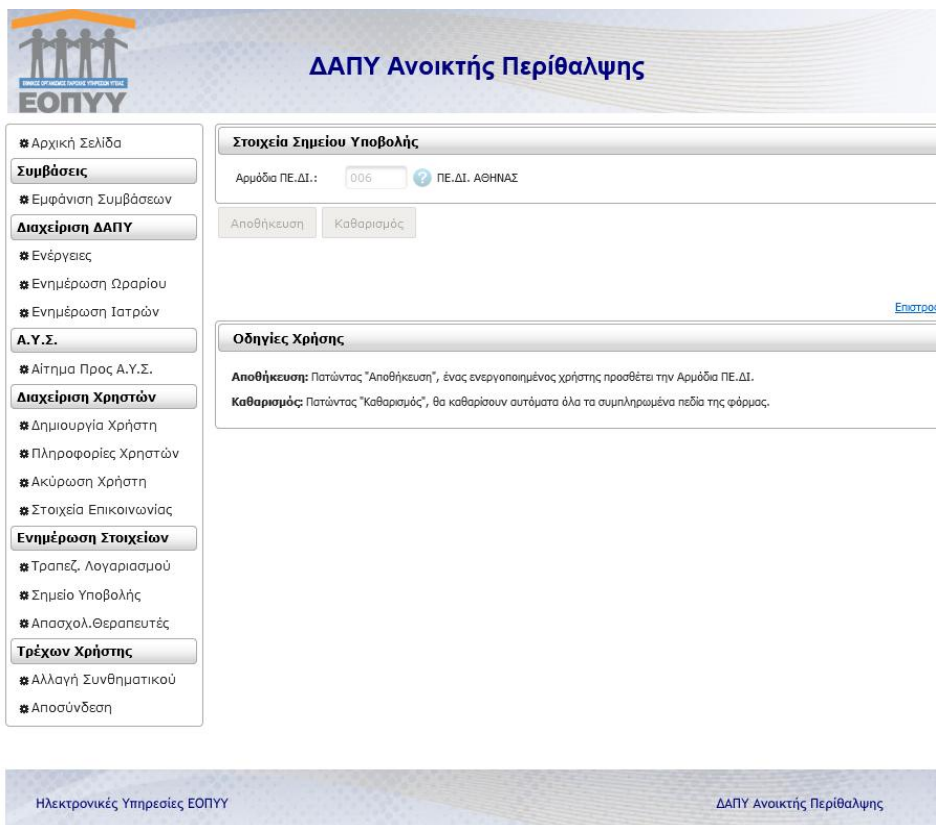 ΕΟΠΥΥ
ΔΑΠΥ Ανοικτής Περίθαλψης
Αρχική Σελίδα
Συμβάσεις
Εμφάνιση Συμβάσεων
Διαχείριση ΔΑΠΥ
Ενέργειες
Ενημέρωση Ωραρίου
Ενημέρωση Ιατρών
Α.Υ.Σ.
Αίτημα Προς Α.Υ.Σ.
Διαχείριση Χρηστών
Δημιουργία Χρήστη
Πληροφορίες Χρηστών
Ακύρωση Χρήστη
Στοιχεία Επικοινωνίας
Ενημέρωση Στοιχείων
Τραπεζ. Λογαριασμού
Σημείο Υποβολής
Απασχολ.Θεραπευτές
Τρέχων Χρήστης
Αλλαγή Συνθηματικού
Αποσύνδεση
Στοιχεία Σημείου Υποβολής
Αρμόδια ΠΕ.ΔΙ.: 006 ? ΠΕ.ΔΙ. ΑΘΗΝΑΣ
Αποθήκευση Καθαρισμός
Επιστρο
Οδηγίες Χρήσης
Αποθήκευση: Πατώντας "Αποθήκευση", ένας ενεργοποιημένος χρήστης προσθέτει την Αρμόδια ΠΕ.ΔΙ.
Καθαρισμός: Πατώντας "Καθαρισμός", θα καθαρίσουν αυτόματα όλα τα συμπληρωμένα πεδία της φόρμας.
Ηλεκτρονικές Υπηρεσίες ΕΟΠΥΥ ΔΑΠΥ Ανοικτής Περίθαλψης